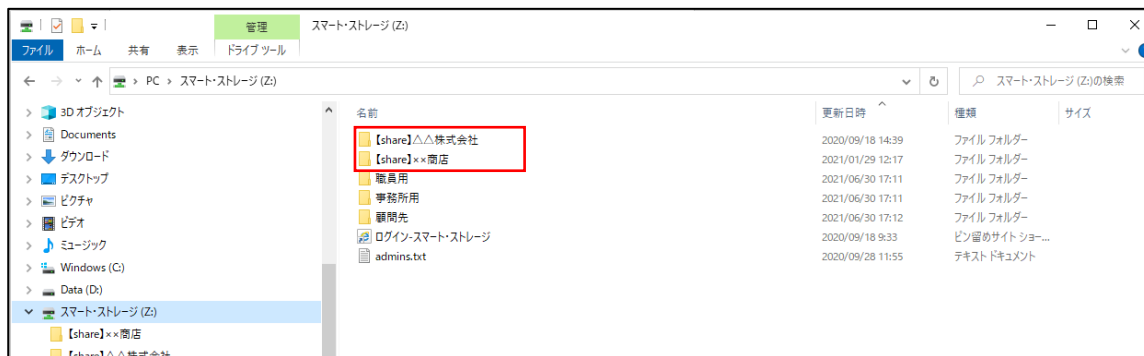 管理 スマート・ストレージ (Z:)
ファイル ホーム 共有 表示 ドライブ ツール
PC › スマート・ストレージ (Z:) スマート・ストレージ (Z:)の検索
3D オブジェクト
Documents
ダウンロード
デスクトップ
ピクチャ
ビデオ
ミュージック
Windows (C:)
Data (D:)
スマート・ストレージ (Z:)
【share】××商店
【share】△△株式会社
名前 更新日時 種類 サイズ
【share】△△株式会社 2020/09/18 14:39 ファイル フォルダー
【share】××商店 2021/01/29 12:17 ファイル フォルダー
職員用 2021/06/30 17:11 ファイル フォルダー
事務所用 2021/06/30 17:11 ファイル フォルダー
顧問先 2021/06/30 17:12 ファイル フォルダー
ログイン-スマート・ストレージ 2020/09/18 9:33 ピン留めサイト ショー...
admins.txt 2020/09/28 11:55 テキスト ドキュメント